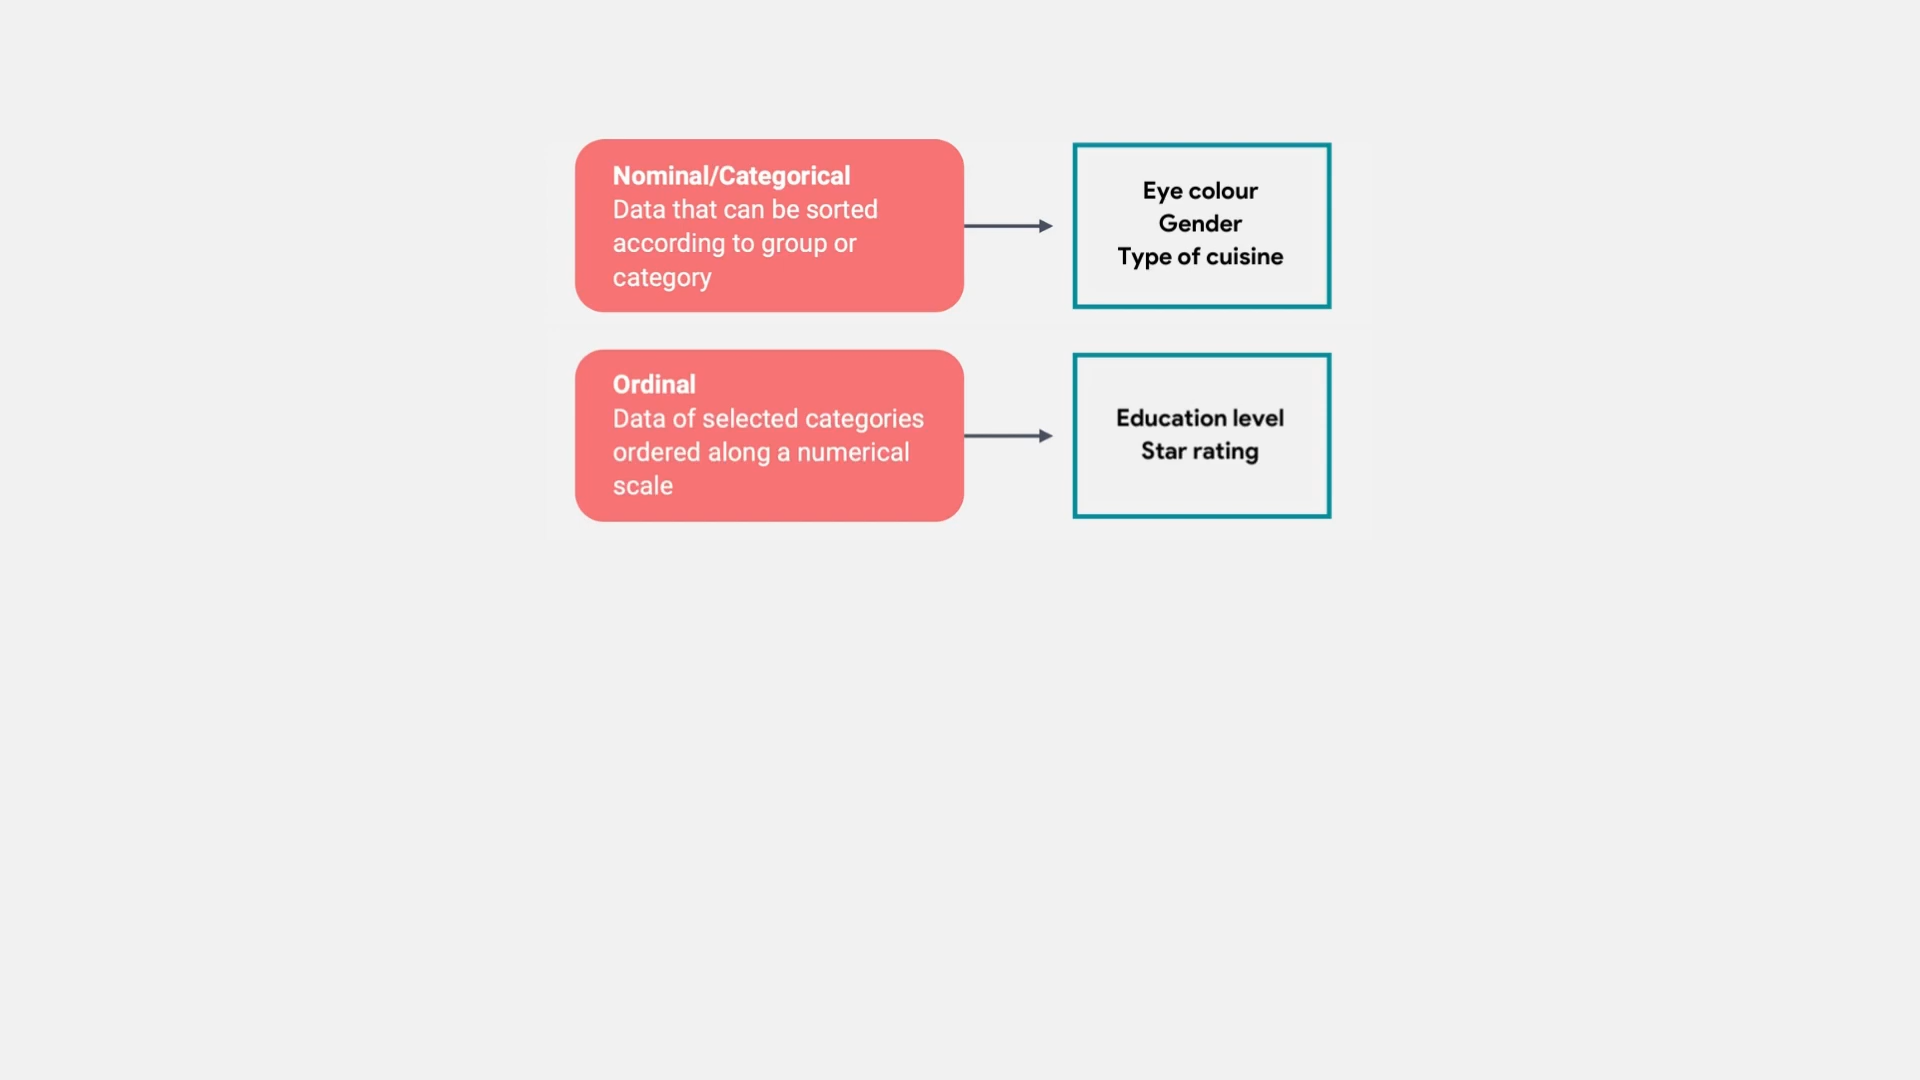 Nominal/Categorical
Data that can be sorted
according to group or
category
Eye colour
Gender
Type of cuisine
Ordinal
Data of selected categories
ordered along a numerical
scale
Education level
Star rating